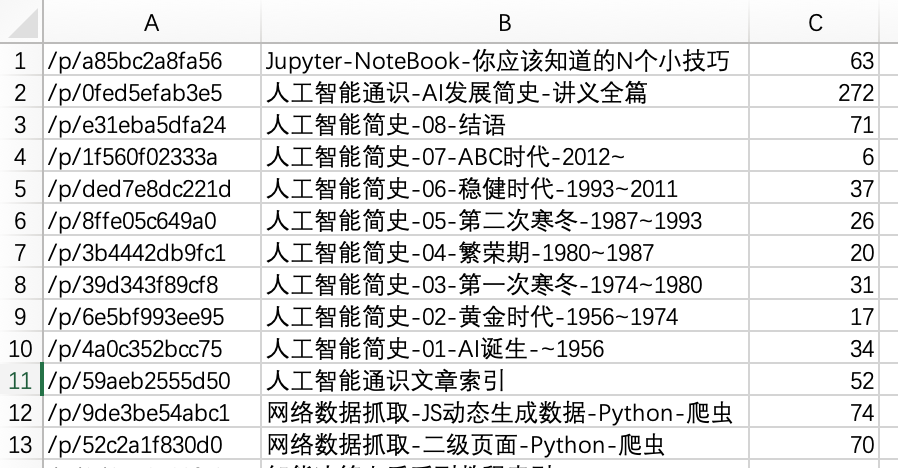 A B C
1 /p/a85bc2a8fa56 Jupyter-NoteBook-你应该知道的N个小技巧 63
2 /p/0fed5efab3e5 人工智能通识-AI发展简史-讲义全篇 272
3 /p/e31eba5dfa24 人工智能简史-08-结语 71
4 /p/1f560f02333a 人工智能简史-07-ABC时代-2012~ 6
5 /p/ded7e8dc221d 人工智能简史-06-稳健时代-1993~2011 37
6 /p/8ffe05c649a0 人工智能简史-05-第二次寒冬-1987~1993 26
7 /p/3b4442db9fc1 人工智能简史-04-繁荣期-1980~1987 20
8 /p/39d343f89cf8 人工智能简史-03-第一次寒冬-1974~1980 31
9 /p/6e5bf993ee95 人工智能简史-02-黄金时代-1956~1974 17
10 /p/4a0c352bcc75 人工智能简史-01-AI诞生-~1956 34
11 /p/59aeb2555d50 人工智能通识文章索引 52
12 /p/9de3be54abc1 网络数据抓取-JS动态生成数据-Python-爬虫 74
13 /p/52c2a1f830d0 网络数据抓取-二级页面-Python-爬虫 70